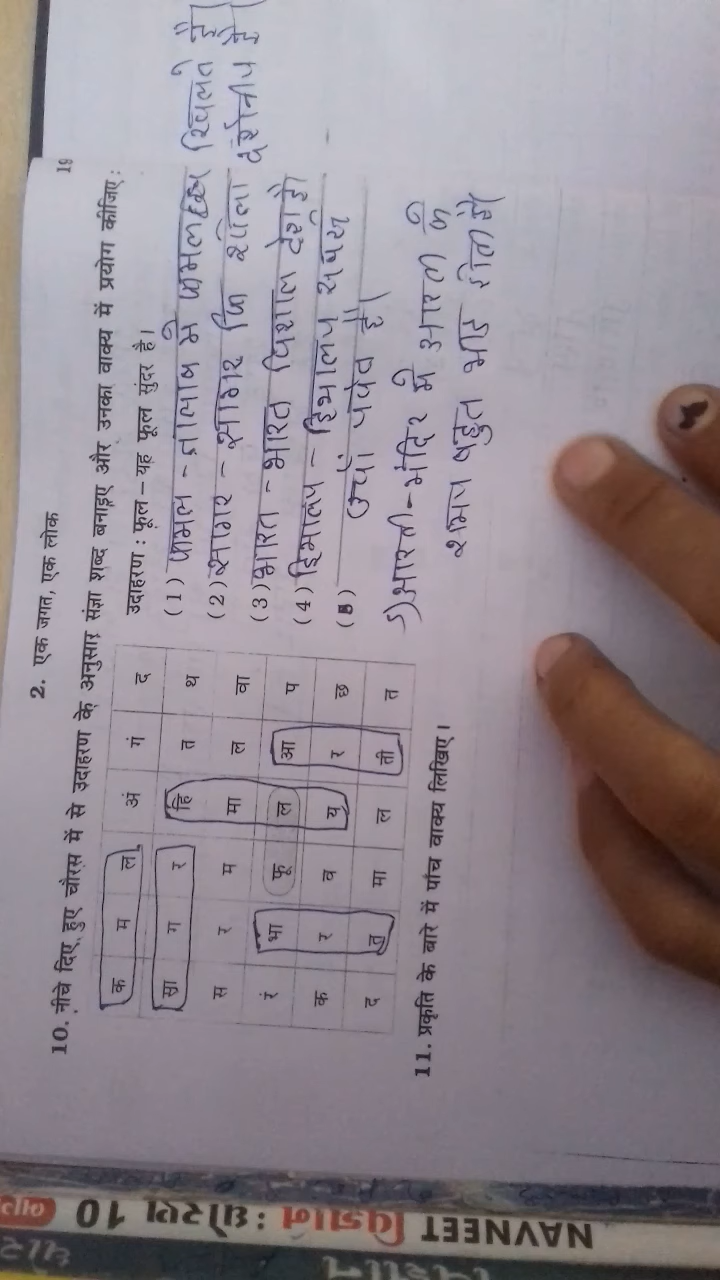 2. एक जगत, एक लोक
19
10. नीचे दिए हुए चौरस में से उदाहरण के अनुसार संज्ञा शब्द बनाइए और उनका वाक्य में प्रयोग कीजिए :
क म ल अं गं द
सा ग र हि त थ
स र म मा ल वा
रं भा फू ल आ प
क र व य र छ
द त मा ल ती त
उदाहरण : फूल – यह फूल सुंदर है।
(1) कमल - तालाब मे कमल खिलते है।
(2) सागर - सागर कि शोभा दर्शनीय है।
(3) भारत - भारत विशाल देश है।
(4) हिमालय - हिमालय सबसे
(5) ऊँचा पर्वत है।
5) आरती - मंदिर मे आरती के
समय बहुत भीड होती है।
11. प्रकृति के बारे में पांच वाक्य लिखिए।
NAVNEET વિજ્ઞાન : ધોરણ 10